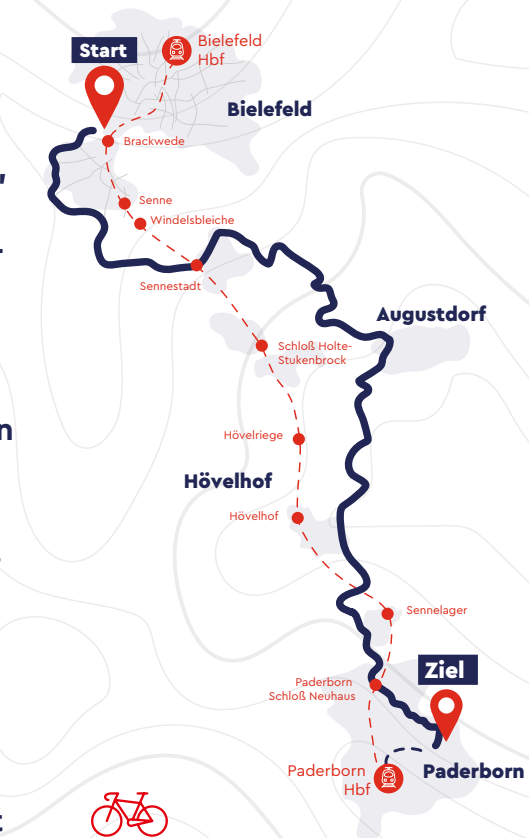 Start
Bielefeld
Hbf
Bielefeld
Brackwede
Senne
Windelsbleiche
Sennestadt
Augustdorf
Schloß Holte-
Stukenbrock
Hövelriege
n
Hövelhof
Hövelhof
Sennelager
Ziel
Paderborn
Schloß Neuhaus
Paderborn
Hbf
Paderborn
t